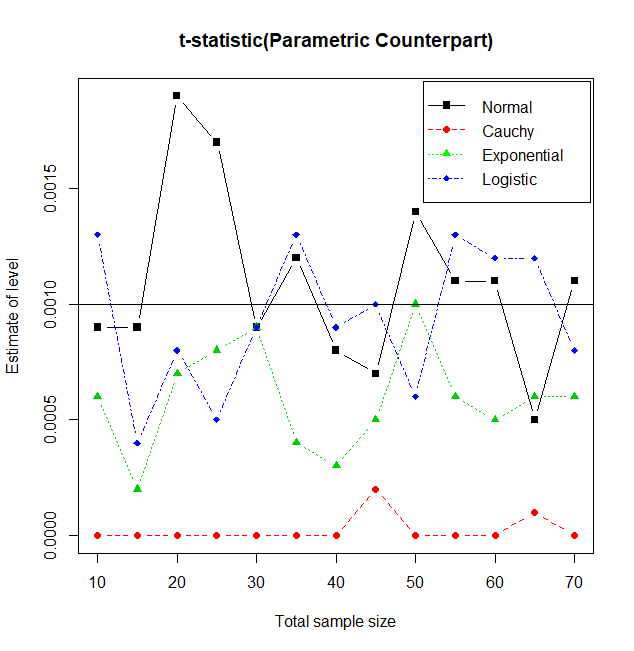 t-statistic(Parametric Counterpart)
Normal
Cauchy
Exponential
Logistic
Estimate of level
0.0015
0.0010
0.0005
0.0000
10 20 30 40 50 60 70
Total sample size